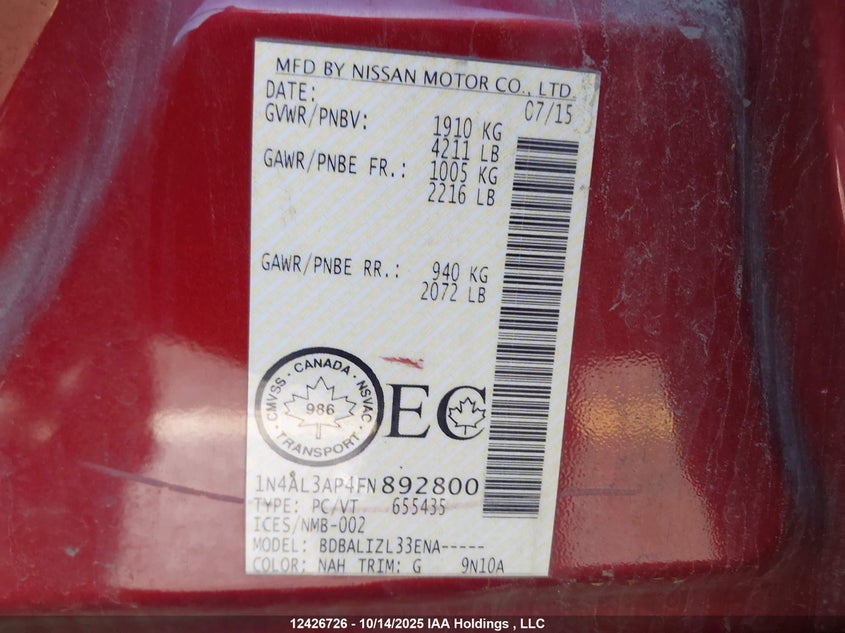 MFD BY NISSAN MOTOR CO., LTD.
DATE: 07/15
GVWR/PNBV: 1910 KG
4211 LB
GAWR/PNBE FR.: 1005 KG
2216 LB
GAWR/PNBE RR.: 940 KG
2072 LB
CMVSS · CANADA · NSVAC · TRANSPORT ·
986
EC
1N4AL3AP4FN892800
TYPE: PC/VT 655435
ICES/NMB-002
MODEL: BDBALIZL33ENA-----
COLOR: NAH TRIM: G 9N10A
12426726 - 10/14/2025 IAA Holdings , LLC